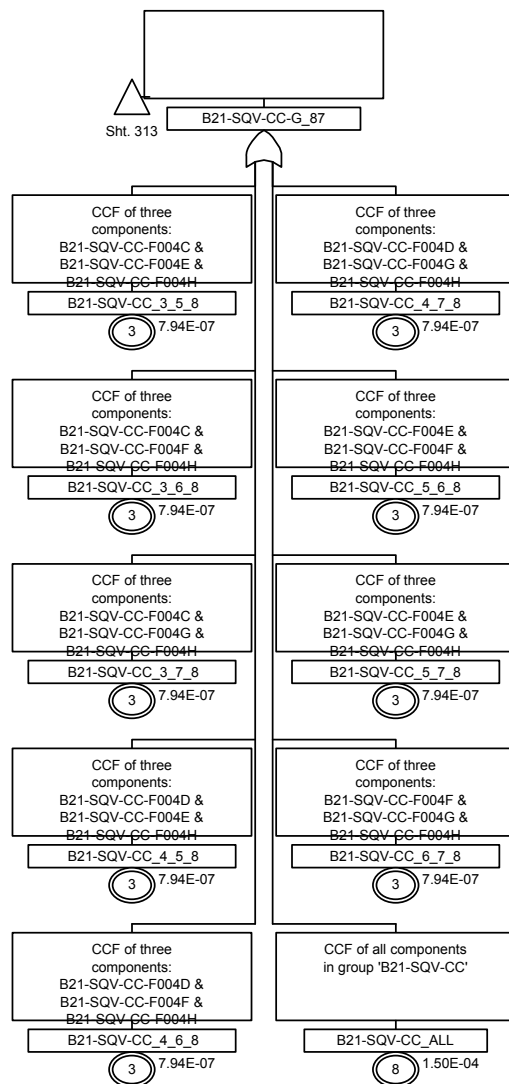 Sht. 313
B21-SQV-CC-G_87
CCF of three
components:
B21-SQV-CC-F004C &
B21-SQV-CC-F004E &
B21-SQV-CC-F004H
B21-SQV-CC_3_5_8
3
7.94E-07
CCF of three
components:
B21-SQV-CC-F004D &
B21-SQV-CC-F004G &
B21-SQV-CC-F004H
B21-SQV-CC_4_7_8
3
7.94E-07
CCF of three
components:
B21-SQV-CC-F004C &
B21-SQV-CC-F004F &
B21-SQV-CC-F004H
B21-SQV-CC_3_6_8
3
7.94E-07
CCF of three
components:
B21-SQV-CC-F004E &
B21-SQV-CC-F004F &
B21-SQV-CC-F004H
B21-SQV-CC_5_6_8
3
7.94E-07
CCF of three
components:
B21-SQV-CC-F004C &
B21-SQV-CC-F004G &
B21-SQV-CC-F004H
B21-SQV-CC_3_7_8
3
7.94E-07
CCF of three
components:
B21-SQV-CC-F004E &
B21-SQV-CC-F004G &
B21-SQV-CC-F004H
B21-SQV-CC_5_7_8
3
7.94E-07
CCF of three
components:
B21-SQV-CC-F004D &
B21-SQV-CC-F004E &
B21-SQV-CC-F004H
B21-SQV-CC_4_5_8
3
7.94E-07
CCF of three
components:
B21-SQV-CC-F004F &
B21-SQV-CC-F004G &
B21-SQV-CC-F004H
B21-SQV-CC_6_7_8
3
7.94E-07
CCF of three
components:
B21-SQV-CC-F004D &
B21-SQV-CC-F004F &
B21-SQV-CC-F004H
B21-SQV-CC_4_6_8
3
7.94E-07
CCF of all components
in group 'B21-SQV-CC'
B21-SQV-CC_ALL
8
1.50E-04